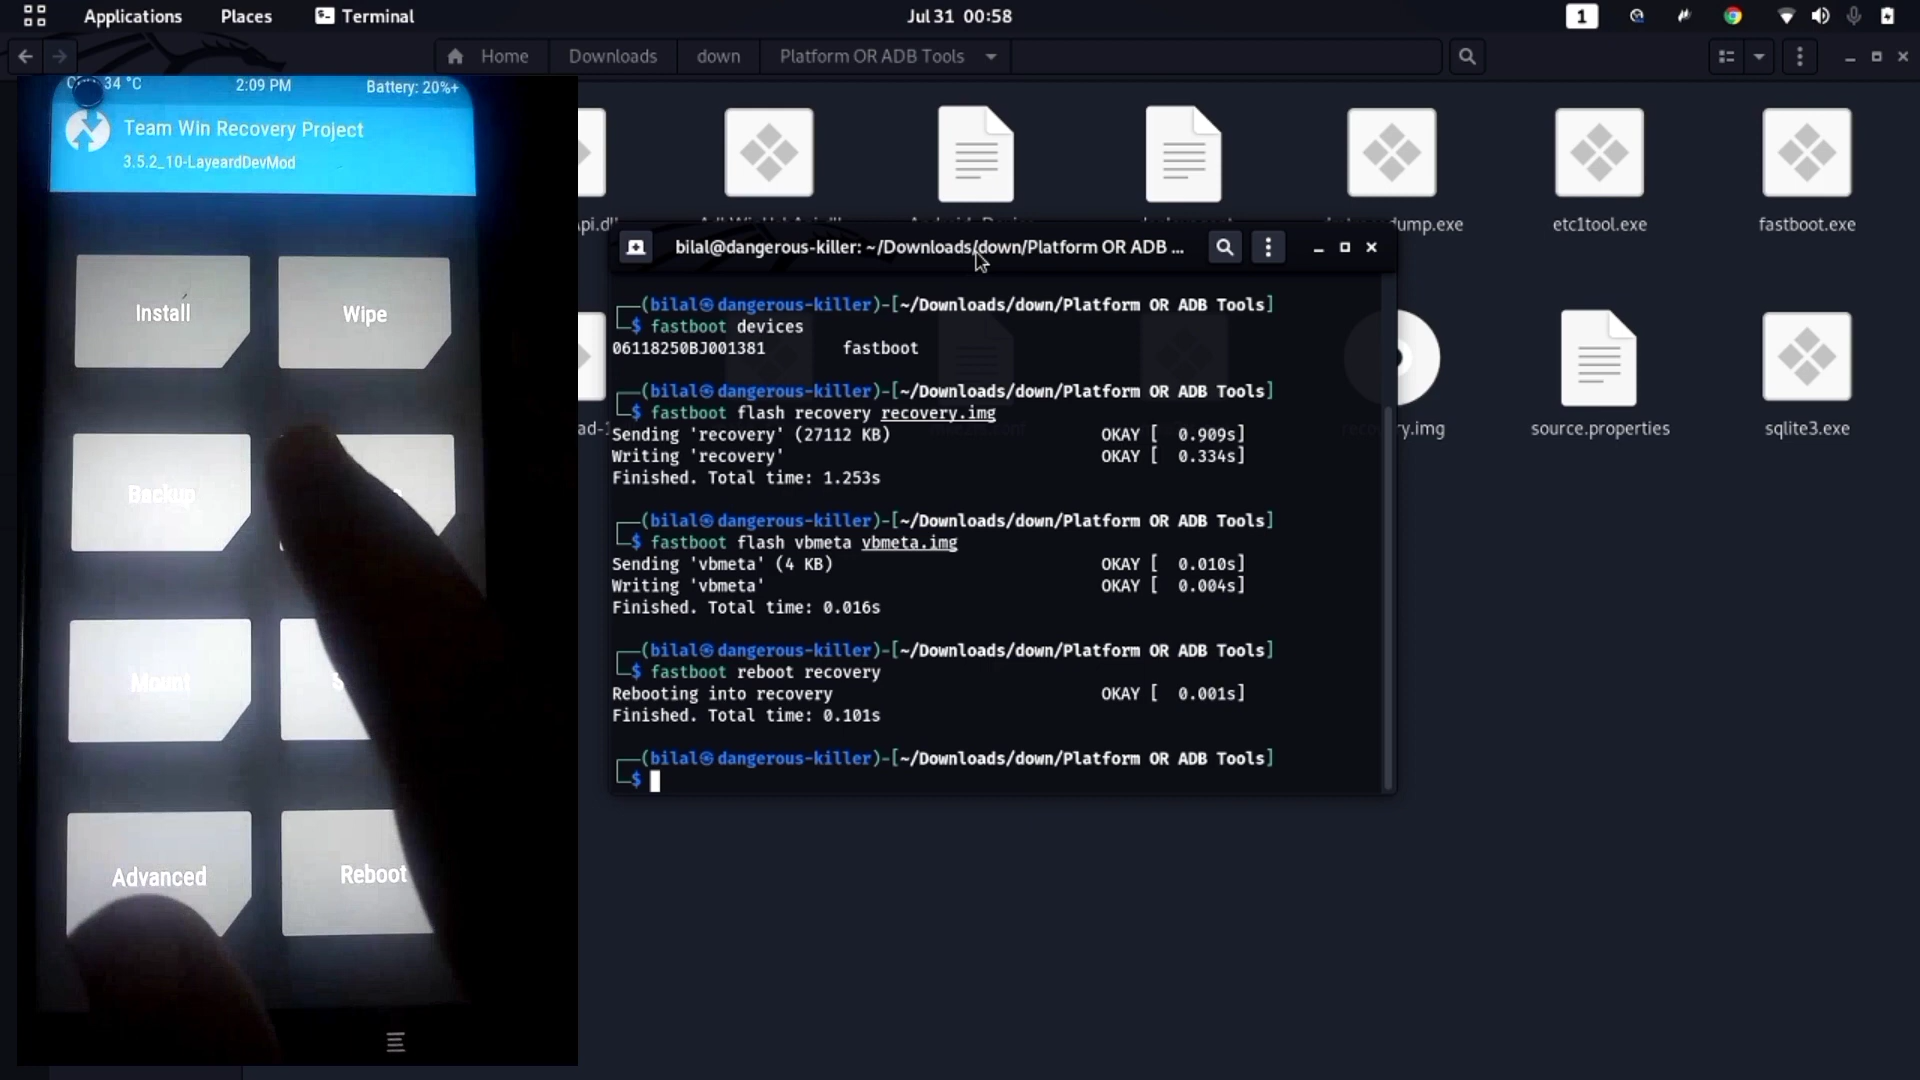 Applications Places Terminal Jul 31 00:58 1
Home Downloads down Platform OR ADB Tools
34 °C 2:09 PM Battery: 20%+
Team Win Recovery Project
3.5.2_10-LayeardDevMod
Install Wipe
Backup
Mount
Advanced Reboot
etc1tool.exe fastboot.exe
source.properties sqlite3.exe
bilal@dangerous-killer: ~/Downloads/down/Platform OR ADB ...
(bilal㉿dangerous-killer)-[~/Downloads/down/Platform OR ADB Tools]
$ fastboot devices
06118250BJ001381 fastboot
(bilal㉿dangerous-killer)-[~/Downloads/down/Platform OR ADB Tools]
$ fastboot flash recovery recovery.img
Sending 'recovery' (27112 KB) OKAY [ 0.909s]
Writing 'recovery' OKAY [ 0.334s]
Finished. Total time: 1.253s
(bilal㉿dangerous-killer)-[~/Downloads/down/Platform OR ADB Tools]
$ fastboot flash vbmeta vbmeta.img
Sending 'vbmeta' (4 KB) OKAY [ 0.010s]
Writing 'vbmeta' OKAY [ 0.004s]
Finished. Total time: 0.016s
(bilal㉿dangerous-killer)-[~/Downloads/down/Platform OR ADB Tools]
$ fastboot reboot recovery
Rebooting into recovery OKAY [ 0.001s]
Finished. Total time: 0.101s
(bilal㉿dangerous-killer)-[~/Downloads/down/Platform OR ADB Tools]
$